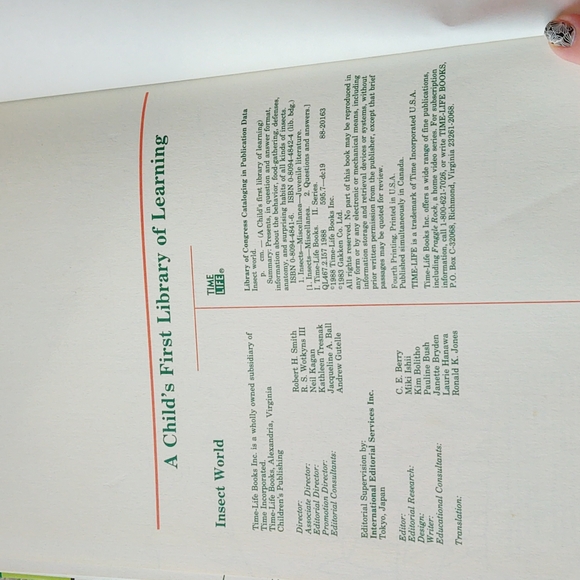 A Child's First Library of Learning
Insect World
Time-Life Books Inc. is a wholly owned subsidiary of
Time Incorporated.
Time-Life Books, Alexandria, Virginia
Children's Publishing
Director: Robert H. Smith
Associate Director: R. S. Wotkyns III
Editorial Director: Neil Kagan
Promotion Director: Kathleen Tresnak
Editorial Consultants: Jacqueline A. Ball
Andrew Gutelle
Editorial Supervision by:
International Editorial Services Inc.
Tokyo, Japan
Editor: C. E. Berry
Editorial Research: Miki Ishii
Design: Kim Bolitho
Writer: Pauline Bush
Educational Consultants: Janette Bryden
Laurie Hanawa
Translation: Ronald K. Jones
TIME
LIFE®
Library of Congress Cataloging in Publication Data
Insect world.
p. cm. — (A Child's first library of learning)
Summary: Presents, in question and answer format,
information about the behavior, food-gathering, defenses,
anatomy, and surprising habits of all kinds of insects.
ISBN 0-8094-4841-6. ISBN 0-8094-4842-4 (lib. bdg.)
1. Insects—Miscellanea—Juvenile literature.
[1. Insects—Miscellanea. 2. Questions and answers.]
I. Time-Life Books. II. Series.
QL467.2.I57 1988 595.7—dc19 88-20163
©1988 Time-Life Books Inc.
©1983 Gakken Co. Ltd.
All rights reserved. No part of this book may be reproduced in
any form or by any electronic or mechanical means, including
information storage and retrieval devices or systems, without
prior written permission from the publisher, except that brief
passages may be quoted for review.
Fourth Printing. Printed in U.S.A.
Published simultaneously in Canada.
TIME-LIFE is a trademark of Time Incorporated U.S.A.
Time-Life Books Inc. offers a wide range of fine publications,
including Fraggle Rock, a home video series. For subscription
information, call 1-800-621-7026, or write TIME-LIFE BOOKS,
P.O. Box C-32068, Richmond, Virginia 23261-2068.